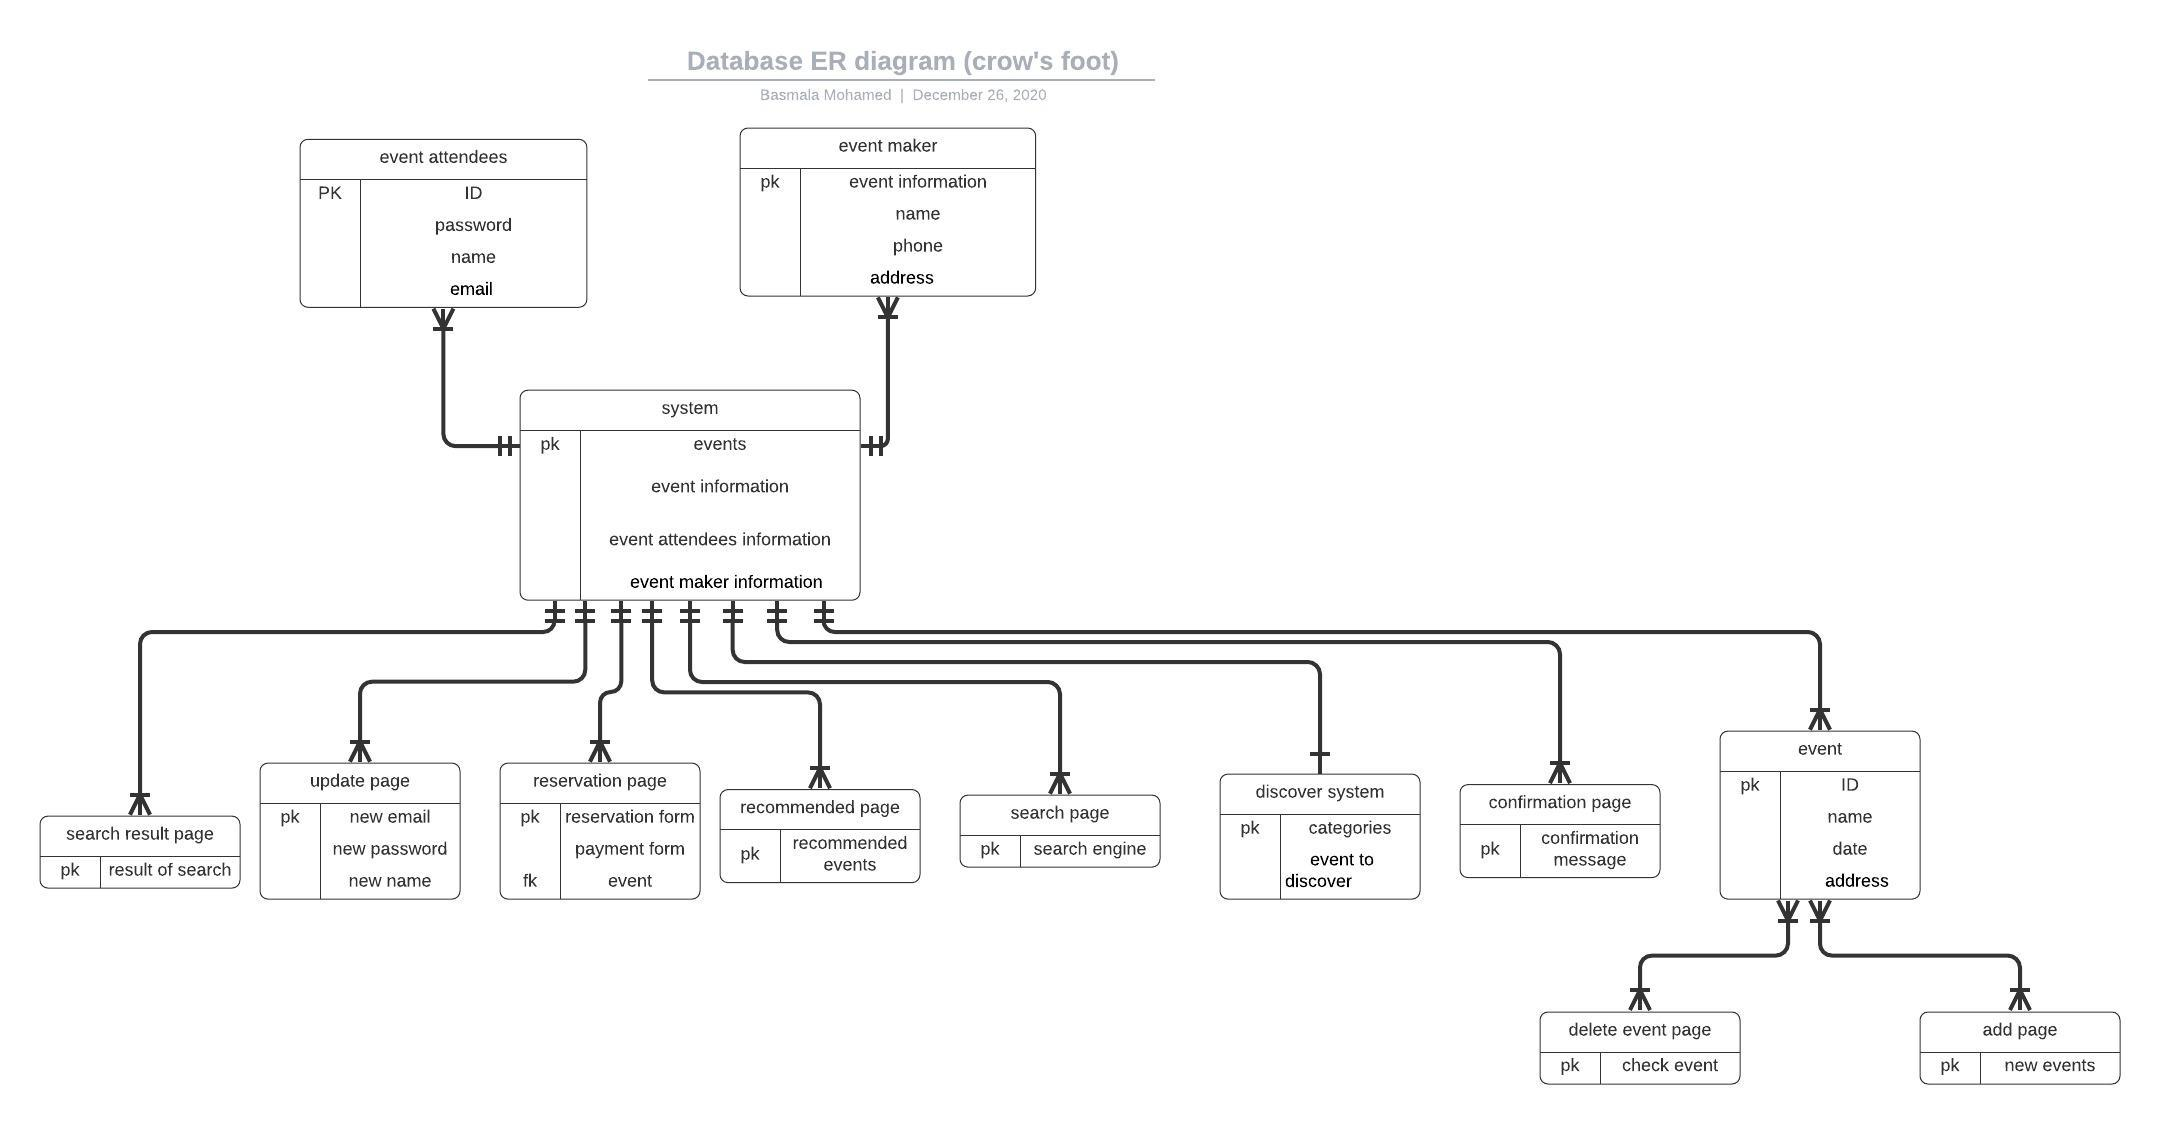 Database ER diagram (crow's foot)
Basmala Mohamed | December 26, 2020
event attendees
PK ID
password
name
email
event maker
pk event information
name
phone
address
system
pk events
event information
event attendees information
event maker information
search result page
pk result of search
update page
pk new email
new password
new name
reservation page
pk reservation form
payment form
fk event
recommended page
pk recommended
events
search page
pk search engine
discover system
pk categories
event to
discover
confirmation page
pk confirmation
message
event
pk ID
name
date
address
delete event page
pk check event
add page
pk new events